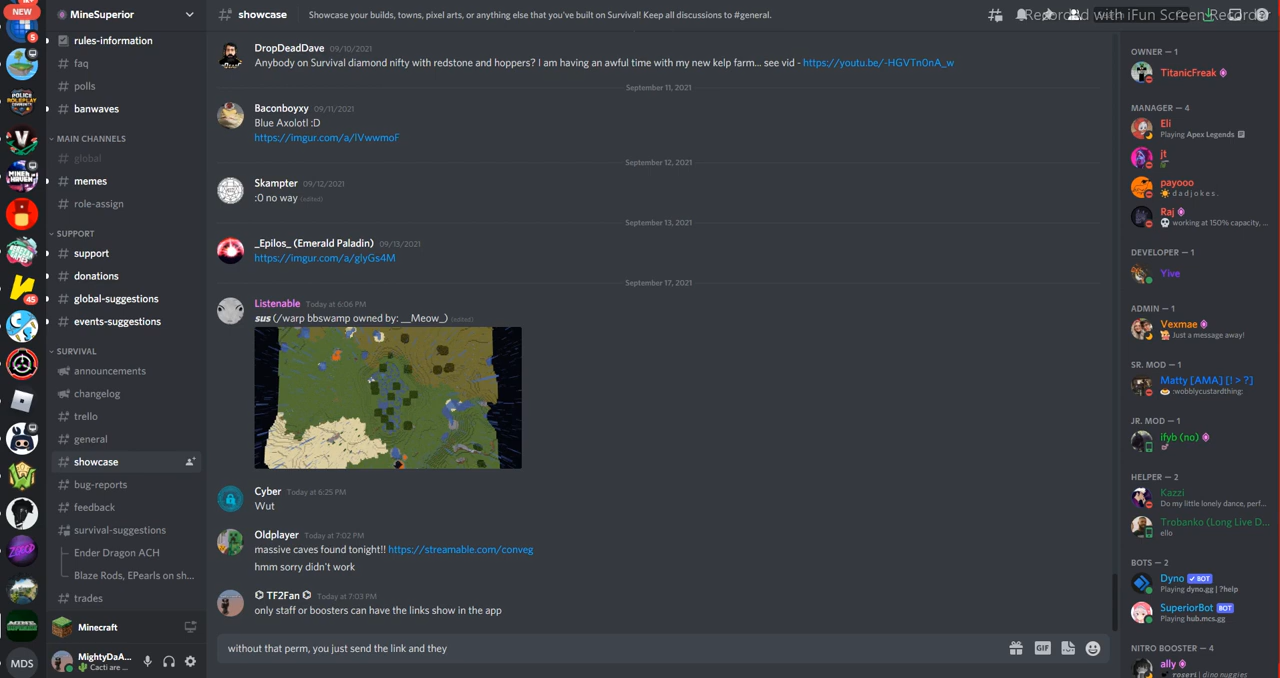 NEW
MineSuperior
showcase
Showcase your builds, towns, pixel arts, or anything else that you've built on Survival! Keep all discussions to #general.
Recorded with iFun Screen Recorder
5
45
MDS
rules-information
faq
polls
banwaves
MAIN CHANNELS
global
memes
role-assign
SUPPORT
support
donations
global-suggestions
events-suggestions
SURVIVAL
announcements
changelog
trello
general
showcase
bug-reports
feedback
survival-suggestions
Ender Dragon ACH
Blaze Rods, EPearls on sh...
trades
Minecraft
MightyDaA...
Cacti are
DropDeadDave 09/10/2021
Anybody on Survival diamond nifty with redstone and hoppers? I am having an awful time with my new kelp farm... see vid - https://youtu.be/-HGVTn0nA_w
September 11, 2021
Baconboyxy 09/11/2021
Blue Axolotl :D
https://imgur.com/a/lVwwmoF
September 12, 2021
Skampter 09/12/2021
:0 no way (edited)
September 13, 2021
_Epilos_ (Emerald Paladin) 09/13/2021
https://imgur.com/a/glyGs4M
September 17, 2021
Listenable Today at 6:06 PM
sus (/warp bbswamp owned by: __Meow_) (edited)
Cyber Today at 6:25 PM
Wut
Oldplayer Today at 7:02 PM
massive caves found tonight!! https://streamable.com/conveg
hmm sorry didn't work
TF2Fan Today at 7:03 PM
only staff or boosters can have the links show in the app
without that perm, you just send the link and they
GIF
OWNER — 1
TitanicFreak
MANAGER — 4
Eli
Playing Apex Legends
jt
payooo
d a d j o k e s .
Raj
working at 150% capacity, ...
DEVELOPER — 1
Yive
ADMIN — 1
Vexmae
Just a message away!
SR. MOD — 1
Matty [AMA] [! > ?]
:wobblycustardthing:
JR. MOD — 1
ifyb (no)
HELPER — 2
Kazzi
Do my little lonely dance, perf...
Trobanko (Long Live D...
ello
BOTS — 2
Dyno BOT
Playing dyno.gg | ?help
SuperiorBot BOT
Playing hub.mcs.gg
NITRO BOOSTER — 4
ally
roseri | dino nuggies